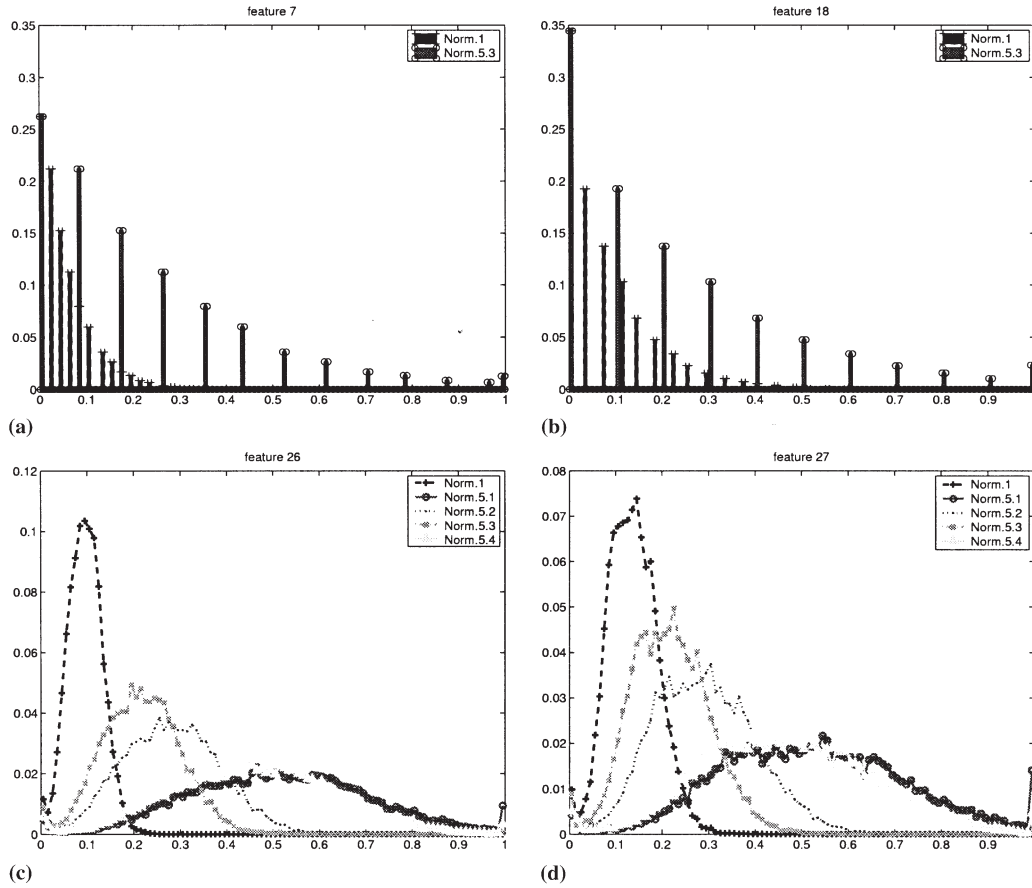 feature 7
0.35
0.3
0.25
0.2
0.15
0.1
0.05
0
0 0.1 0.2 0.3 0.4 0.5 0.6 0.7 0.8 0.9 1
Norm.1
Norm.5.3
(a)
feature 18
0.35
0.3
0.25
0.2
0.15
0.1
0.05
0
0 0.1 0.2 0.3 0.4 0.5 0.6 0.7 0.8 0.9
Norm.1
Norm.5.3
(b)
feature 26
0.12
0.1
0.08
0.06
0.04
0.02
0
0 0.1 0.2 0.3 0.4 0.5 0.6 0.7 0.8 0.9 1
Norm.1
Norm.5.1
Norm.5.2
Norm.5.3
Norm.5.4
(c)
feature 27
0.08
0.07
0.06
0.05
0.04
0.03
0.02
0.01
0
0 0.1 0.2 0.3 0.4 0.5 0.6 0.7 0.8 0.9
Norm.1
Norm.5.1
Norm.5.2
Norm.5.3
Norm.5.4
(d)